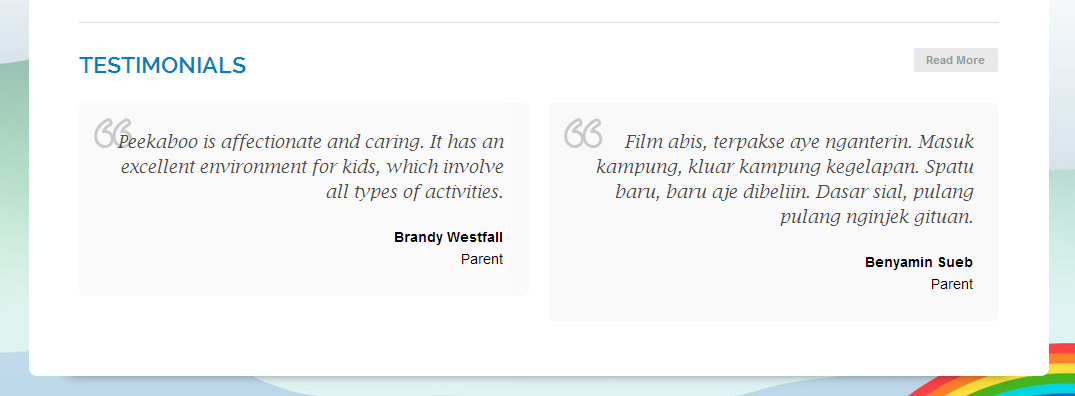 TESTIMONIALS
Read More
Peekaboo is affectionate and caring. It has an
excellent environment for kids, which involve
all types of activities.
Brandy Westfall
Parent
Film abis, terpakse aye nganterin. Masuk
kampung, kluar kampung kegelapan. Spatu
baru, baru aje dibeliin. Dasar sial, pulang
pulang nginjek gituan.
Benyamin Sueb
Parent